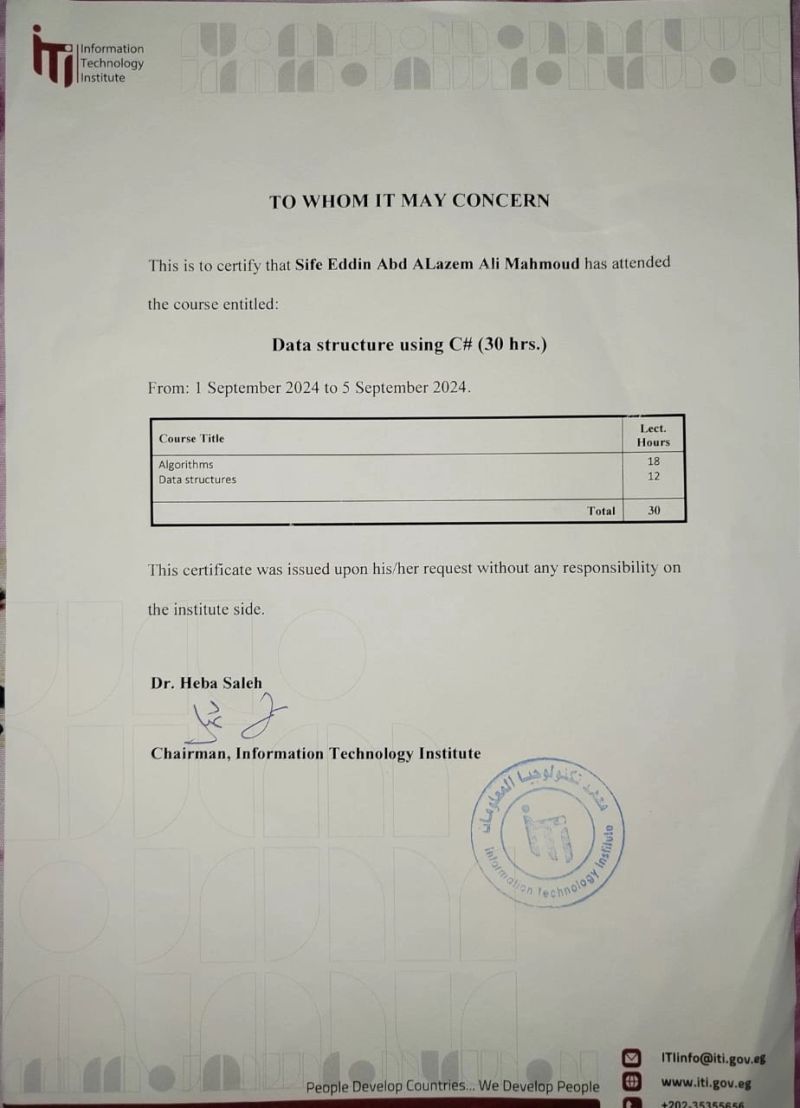 iTi
Information
Technology
Institute
TO WHOM IT MAY CONCERN
This is to certify that Sife Eddin Abd ALazem Ali Mahmoud has attended
the course entitled:
Data structure using C# (30 hrs.)
From: 1 September 2024 to 5 September 2024.
Course Title
Lect.
Hours
Algorithms 18
Data structures 12
Total 30
This certificate was issued upon his/her request without any responsibility on
the institute side.
Dr. Heba Saleh
Chairman, Information Technology Institute
معهد تكنولوجيا المعلومات
iTi
Information Technology Institute
ITIinfo@iti.gov.eg
People Develop Countries... We Develop People
www.iti.gov.eg
+202-35355656